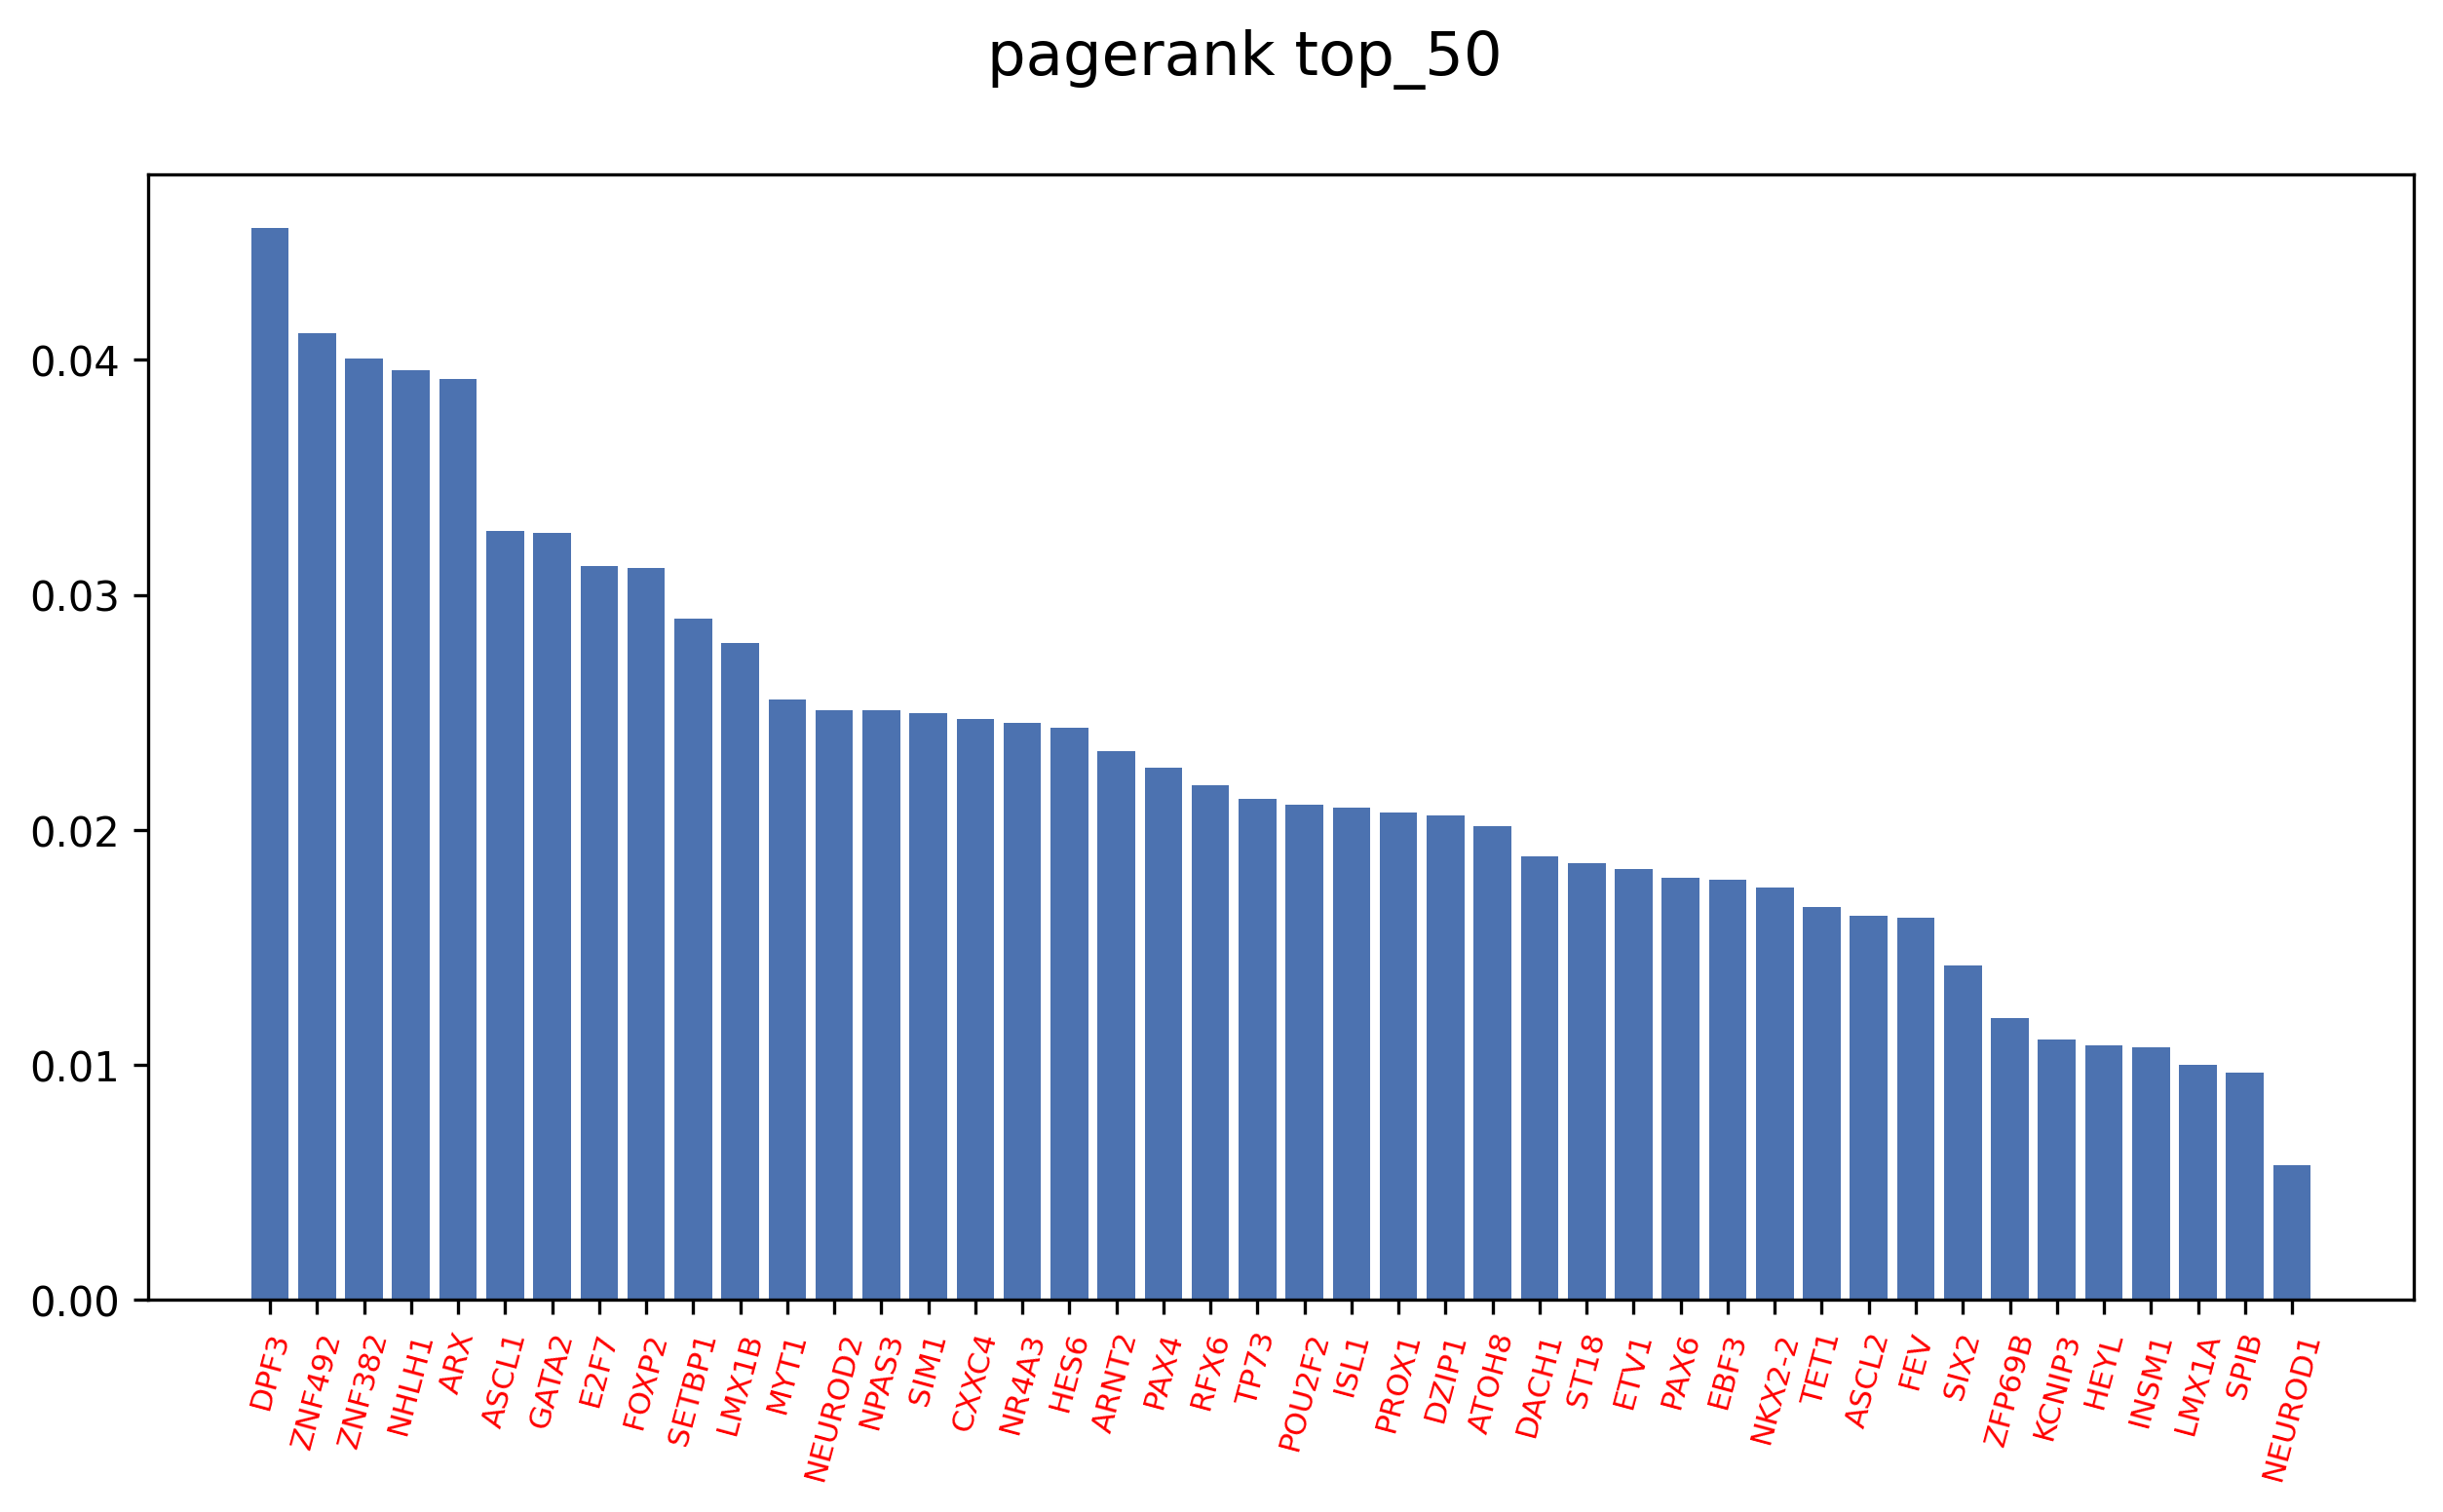 pagerank top_50
0.04
0.03
0.02
0.01
0.00
DPF3
ZNF492
ZNF382
NHLH1
ARX
ASCL1
GATA2
E2F7
FOXP2
SETBP1
LMX1B
MYT1
NEUROD2
NPAS3
SIM1
CXXC4
NR4A3
HES6
ARNT2
PAX4
RFX6
TP73
POU2F2
ISL1
PROX1
DZIP1
ATOH8
DACH1
ST18
ETV1
PAX6
EBF3
NKX2-2
TET1
ASCL2
FEV
SIX2
ZFP69B
KCNIP3
HEYL
INSM1
LMX1A
SPIB
NEUROD1